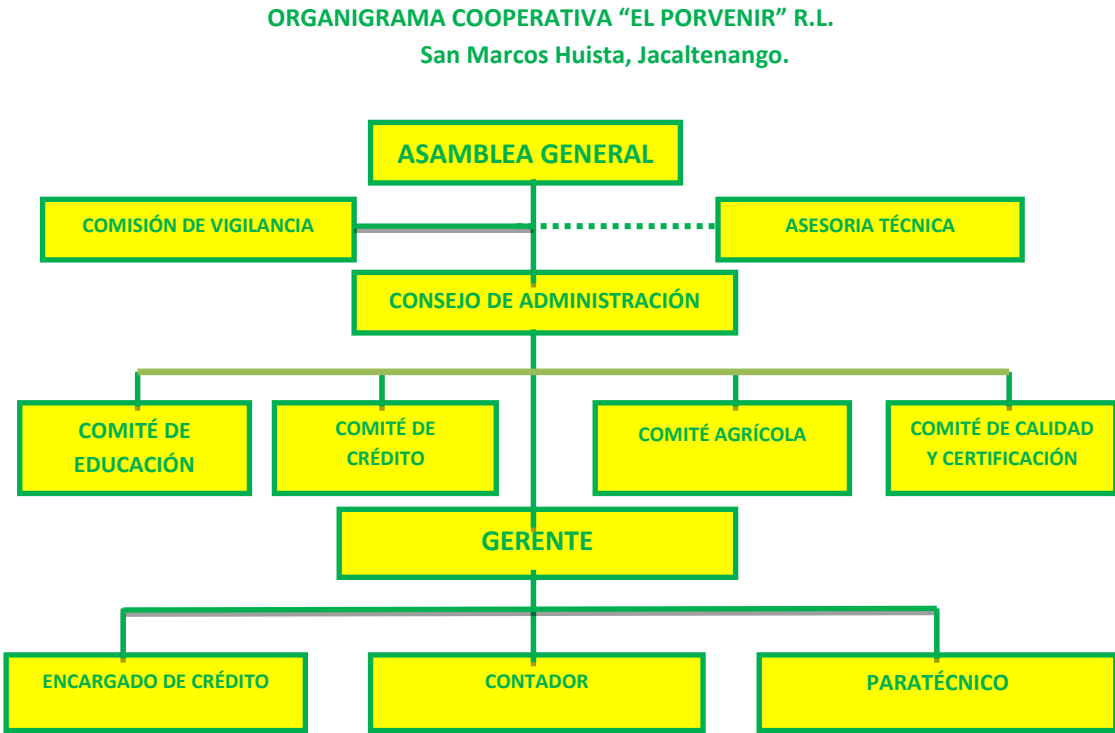 ORGANIGRAMA COOPERATIVA “EL PORVENIR” R.L.
San Marcos Huista, Jacaltenango.
ASAMBLEA GENERAL
COMISIÓN DE VIGILANCIA
ASESORIA TÉCNICA
CONSEJO DE ADMINISTRACIÓN
COMITÉ DE
EDUCACIÓN
COMITÉ DE
CRÉDITO
COMITÉ AGRÍCOLA
COMITÉ DE CALIDAD
Y CERTIFICACIÓN
GERENTE
ENCARGADO DE CRÉDITO
CONTADOR
PARATÉCNICO